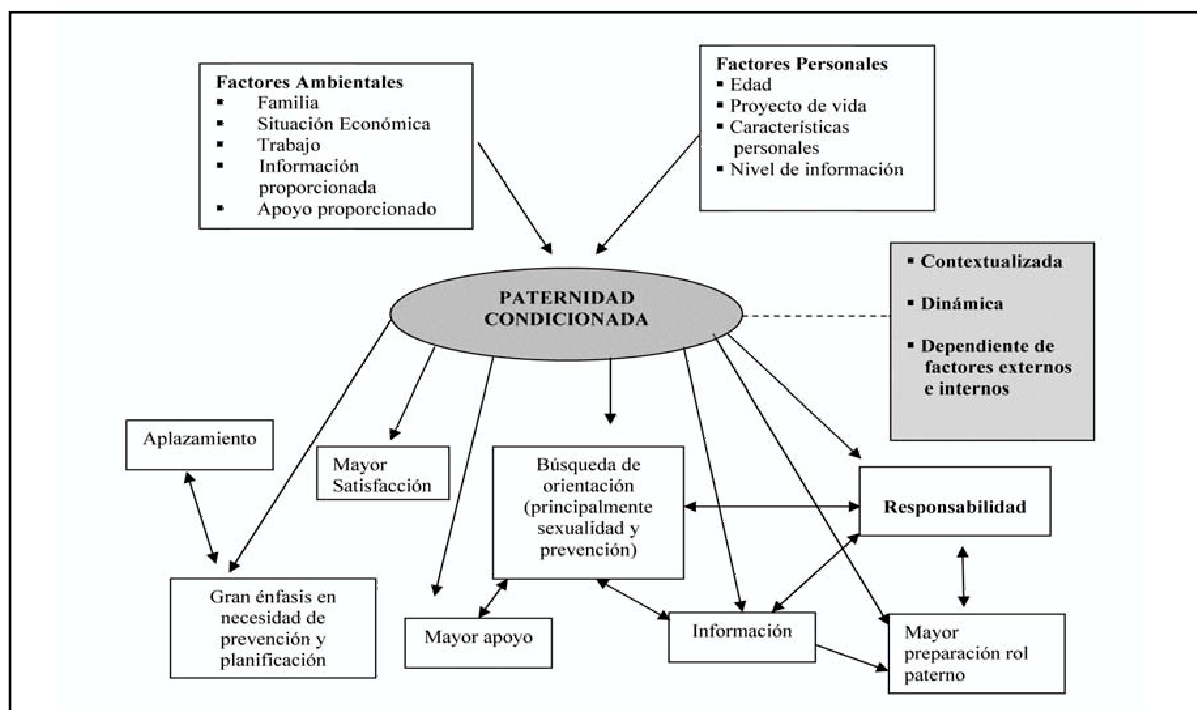 Factores Ambientales
▪ Familia
▪ Situación Económica
▪ Trabajo
▪ Información
proporcionada
▪ Apoyo proporcionado
Factores Personales
▪ Edad
▪ Proyecto de vida
▪ Características
personales
▪ Nivel de información
PATERNIDAD
CONDICIONADA
▪ Contextualizada
▪ Dinámica
▪ Dependiente de
factores externos
e internos
Aplazamiento
Mayor
Satisfacción
Búsqueda de
orientación
(principalmente
sexualidad y
prevención)
Responsabilidad
Gran énfasis en
necesidad de
prevención y
planificación
Mayor apoyo
Información
Mayor
preparación rol
paterno